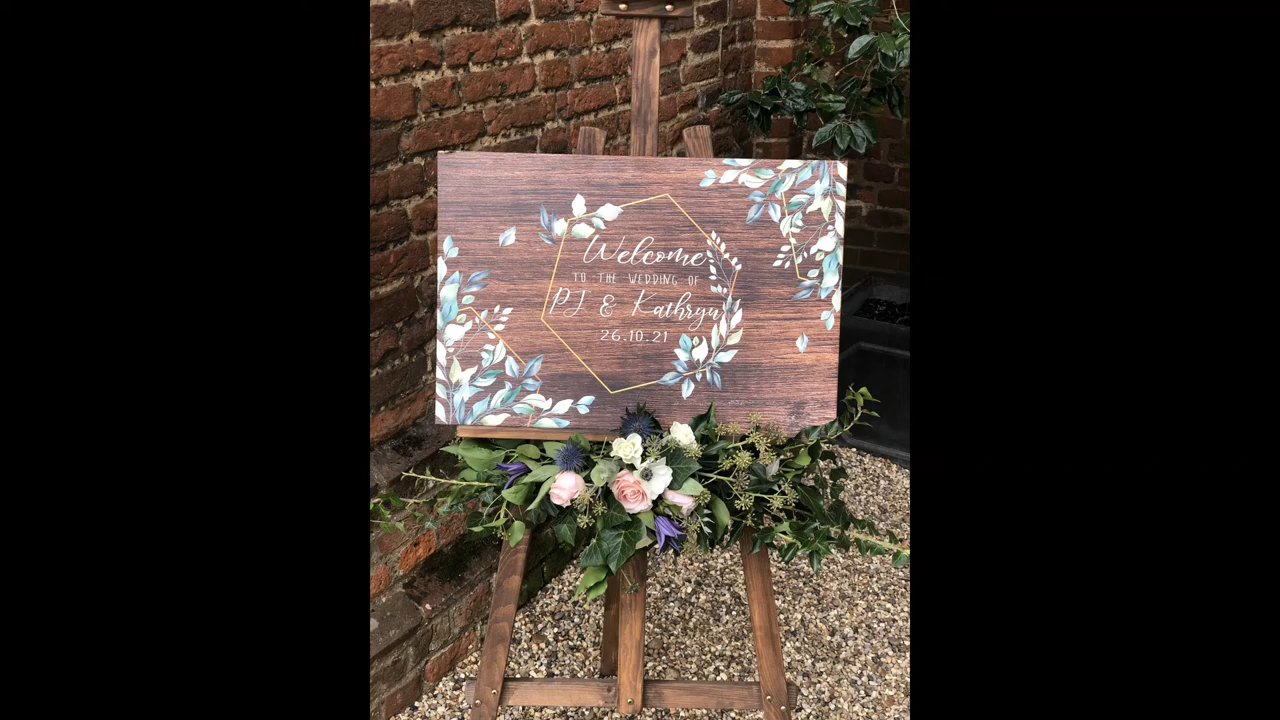 Welcome
TO THE WEDDING OF
PJ & Kathryn
26.10.21